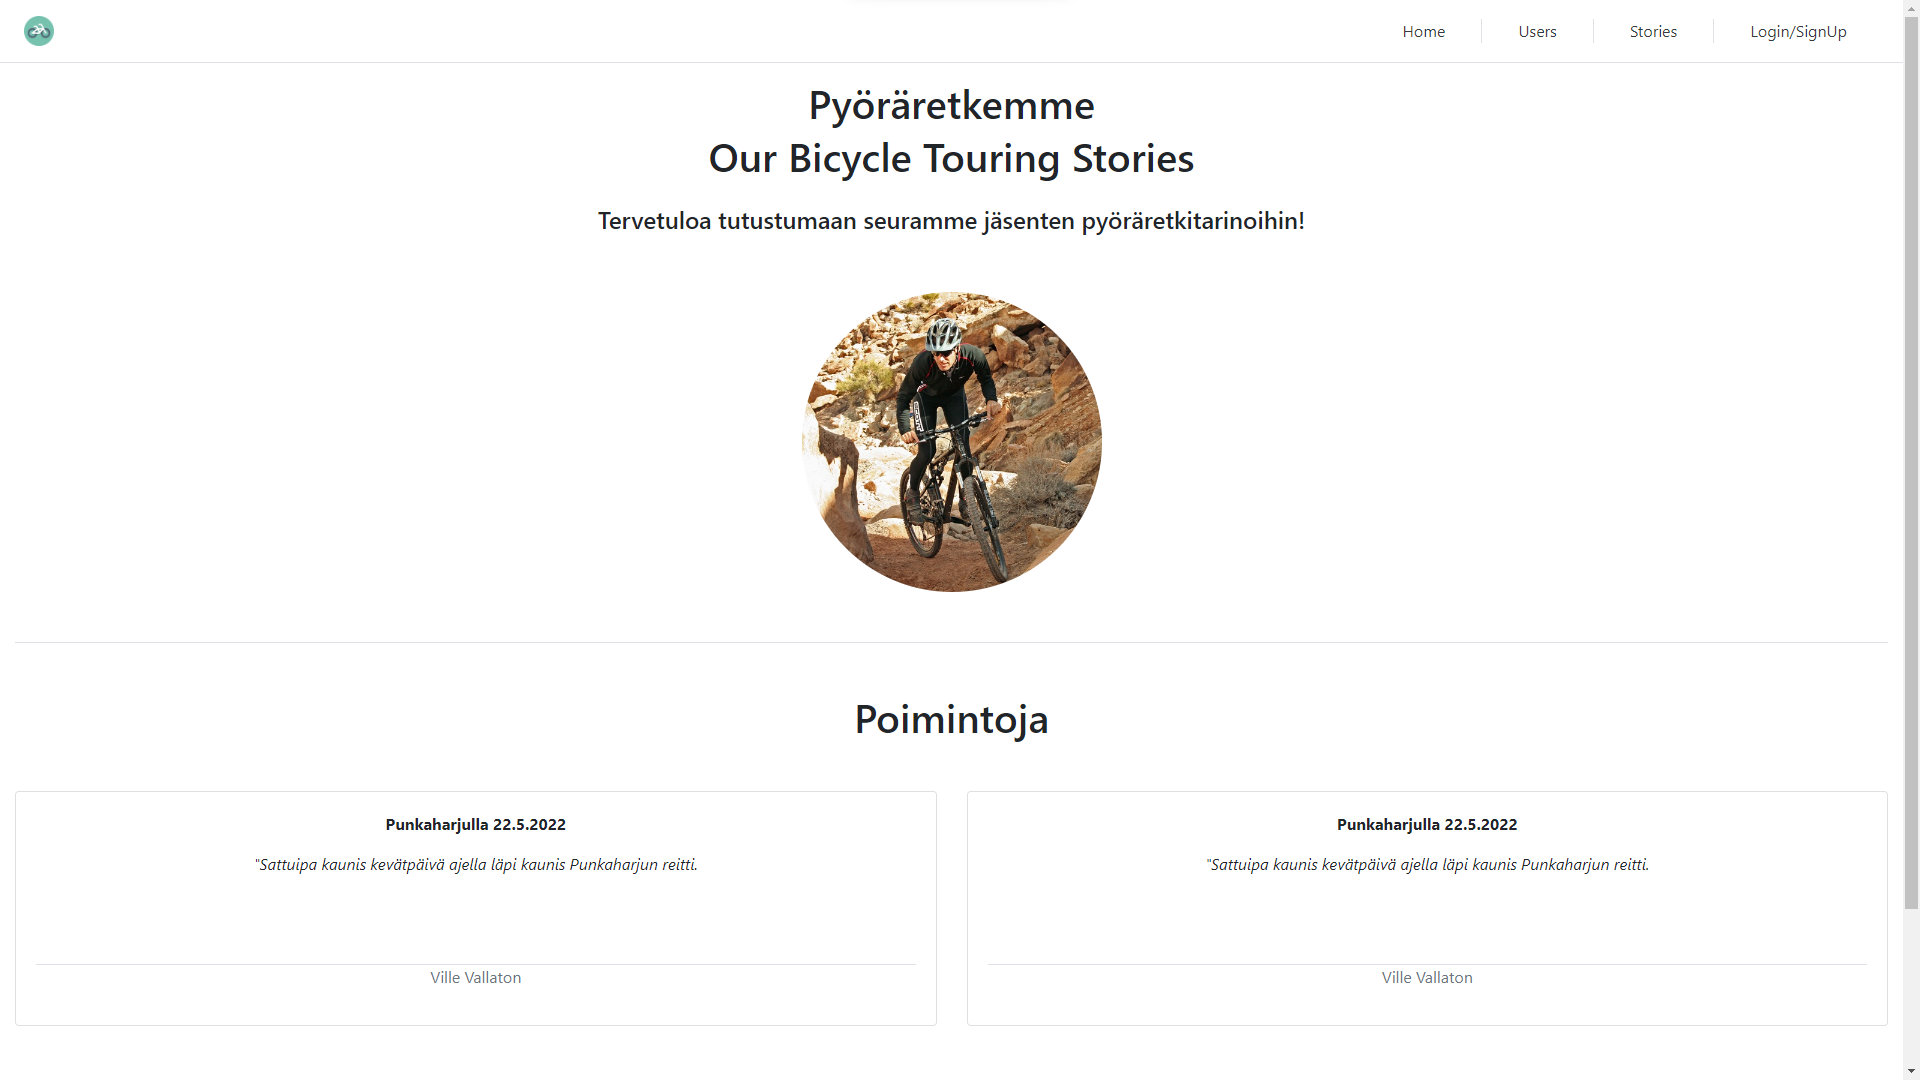 Home
Users
Stories
Login/SignUp
Pyöräretkemme
Our Bicycle Touring Stories
Tervetuloa tutustumaan seuramme jäsenten pyöräretkitarinoihin!
Poimintoja
Punkaharjulla 22.5.2022
"Sattuipa kaunis kevätpäivä ajella läpi kaunis Punkaharjun reitti.
Ville Vallaton
Punkaharjulla 22.5.2022
"Sattuipa kaunis kevätpäivä ajella läpi kaunis Punkaharjun reitti.
Ville Vallaton